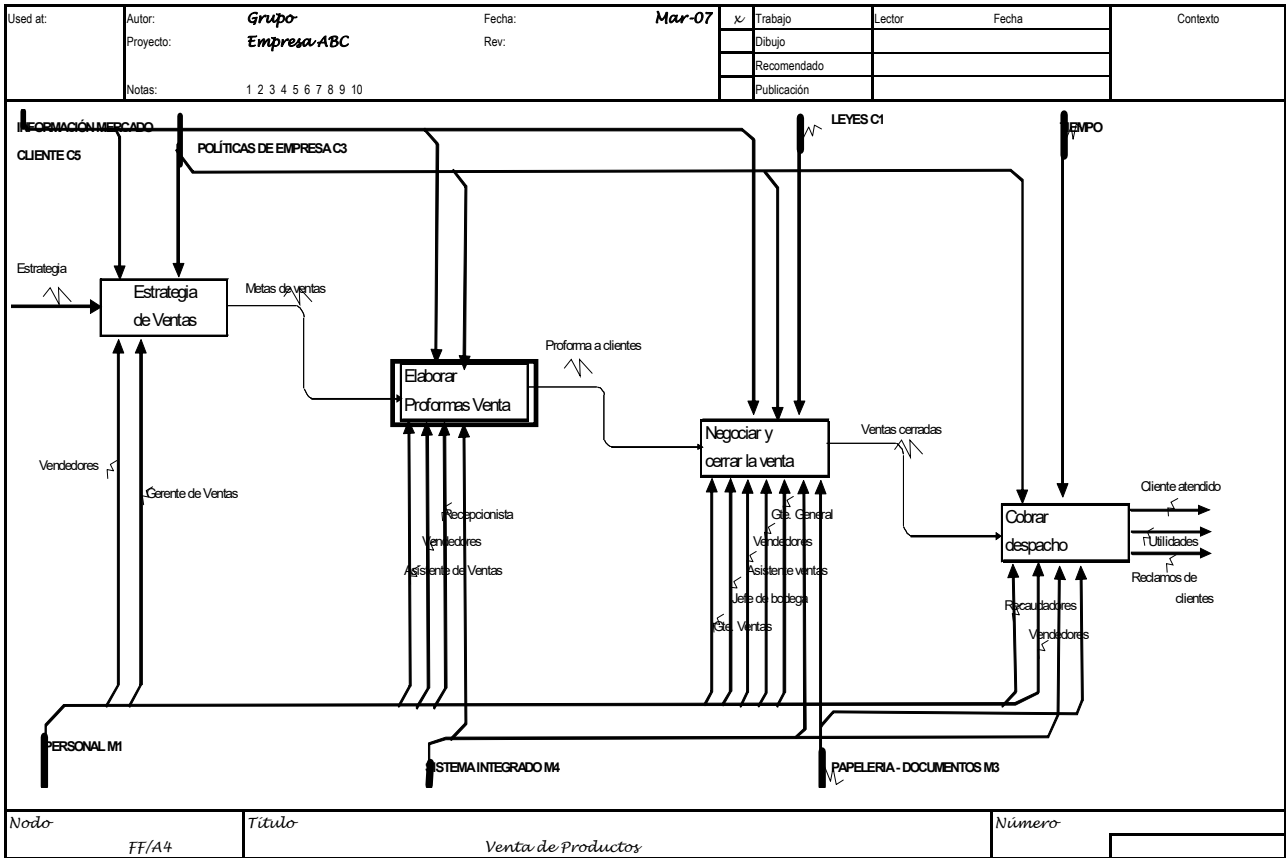 Used at:
Autor: Grupo Fecha: Mar-07
x Trabajo
Lector Fecha
Contexto
Proyecto: Empresa ABC Rev:
Dibujo
Recomendado
Notas: 1 2 3 4 5 6 7 8 9 10
Publicación
INFORMACIÓN MERCADO
CLIENTE C5
POLÍTICAS DE EMPRESA C3
LEYES C1
TIEMPO
Estrategia
Estrategia
de Ventas
Metas de ventas
Elaborar
Proformas Venta
Proforma a clientes
Negociar y
cerrar la venta
Ventas cerradas
Cobrar
despacho
Cliente atendido
Utilidades
Reclamos de
clientes
Vendedores
Gerente de Ventas
Recepcionista
Vendedores
Asistente de Ventas
Gte. General
Vendedores
Asistente ventas
Jefe de bodega
Gte. Ventas
Recaudadores
Vendedores
PERSONAL M1
SISTEMA INTEGRADO M4
PAPELERIA - DOCUMENTOS M3
Nodo
FF/A4
Título
Venta de Productos
Número